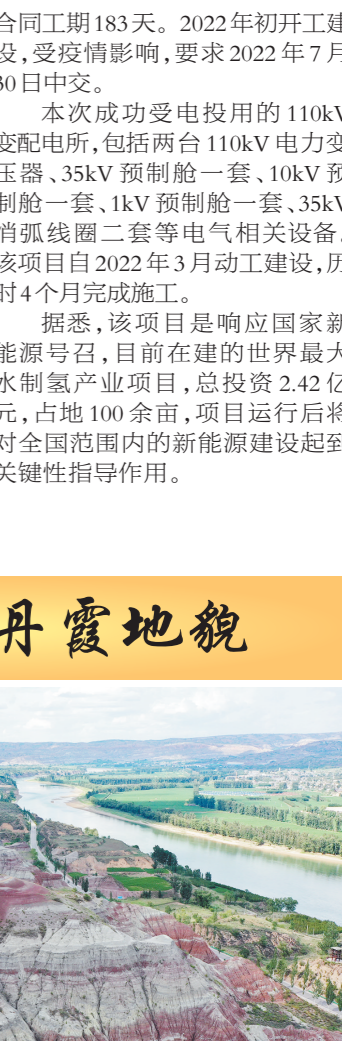 合同工期183天。2022年初开工建
设,受疫情影响,要求2022年7月
30日中交。
本次成功受电投用的110kV
变配电所,包括两台110kV电力变
压器、35kV预制舱一套、10kV预
制舱一套、1kV预制舱一套、35kV
消弧线圈二套等电气相关设备。
该项目自2022年3月动工建设,历
时4个月完成施工。
据悉,该项目是响应国家新
能源号召,目前在建的世界最大
水制氢产业项目,总投资2.42亿
元,占地100余亩,项目运行后将
对全国范围内的新能源建设起到
关键性指导作用。
丹霞地貌